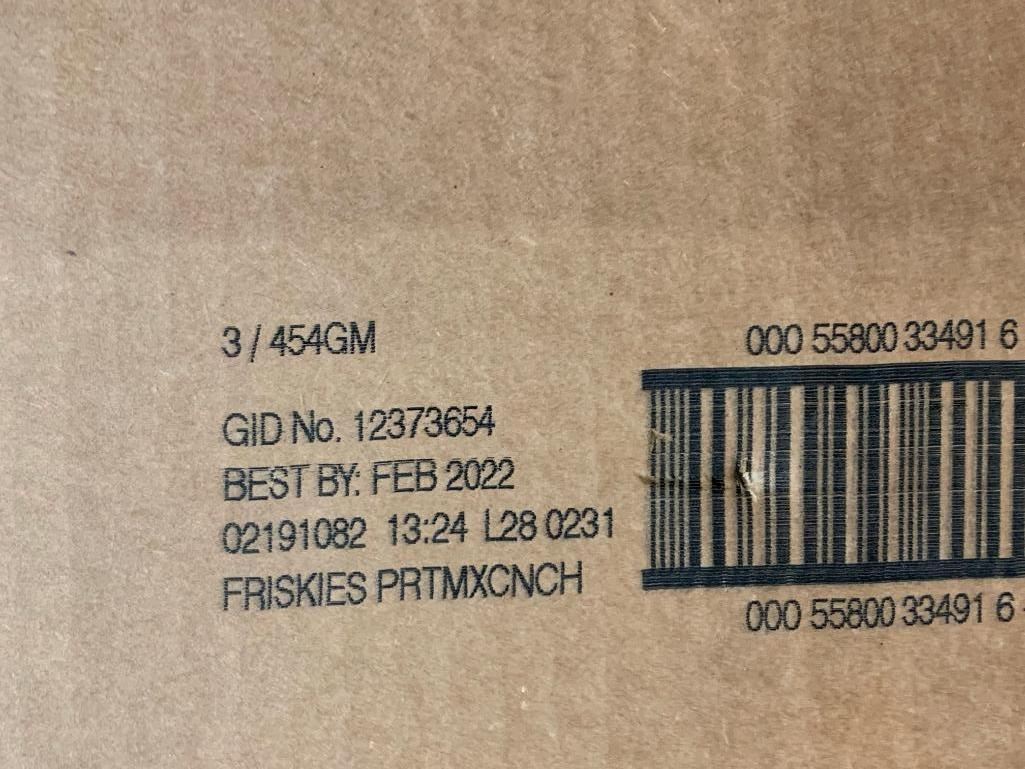 3 / 454GM
000 55800 33491 6
GID No. 12373654
BEST BY: FEB 2022
02191082 13:24 L28 0231
FRISKIES PRTMXCNCH
000 55800 33491 6